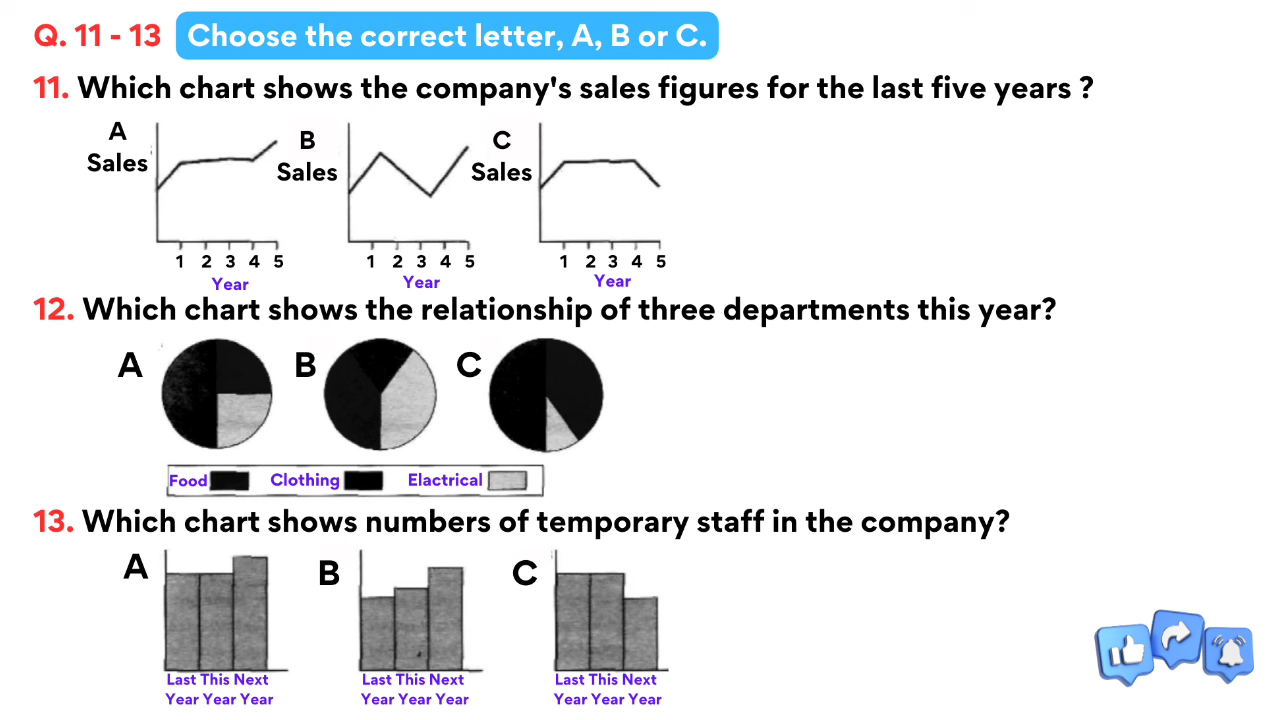 Q. 11 - 13 Choose the correct letter, A, B or C.
11. Which chart shows the company's sales figures for the last five years ?
A
Sales
1 2 3 4 5
Year
B
Sales
1 2 3 4 5
Year
C
Sales
1 2 3 4 5
Year
12. Which chart shows the relationship of three departments this year?
A B C
Food Clothing Elactrical
13. Which chart shows numbers of temporary staff in the company?
A
Last This Next
Year Year Year
B
Last This Next
Year Year Year
C
Last This Next
Year Year Year